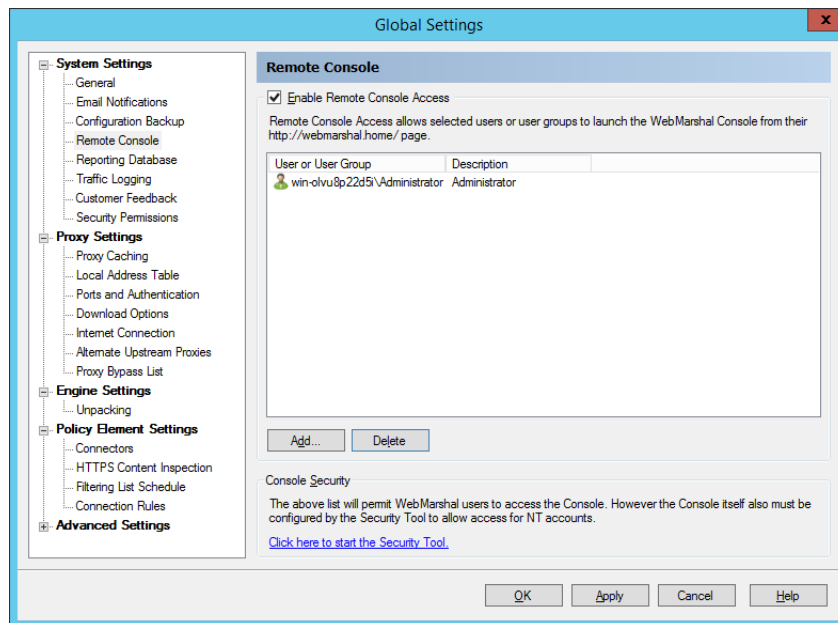 Global Settings
x
System Settings
General
Email Notifications
Configuration Backup
Remote Console
Reporting Database
Traffic Logging
Customer Feedback
Security Permissions
Proxy Settings
Proxy Caching
Local Address Table
Ports and Authentication
Download Options
Internet Connection
Alternate Upstream Proxies
Proxy Bypass List
Engine Settings
Unpacking
Policy Element Settings
Connectors
HTTPS Content Inspection
Filtering List Schedule
Connection Rules
Advanced Settings
Remote Console
Enable Remote Console Access
Remote Console Access allows selected users or user groups to launch the WebMarshal Console from their
http://webmarshal.home/ page.
User or User Group Description
win-olvu8p22d5i\Administrator Administrator
Add... Delete
Console Security
The above list will permit WebMarshal users to access the Console. However the Console itself also must be
configured by the Security Tool to allow access for NT accounts.
Click here to start the Security Tool.
OK Apply Cancel Help